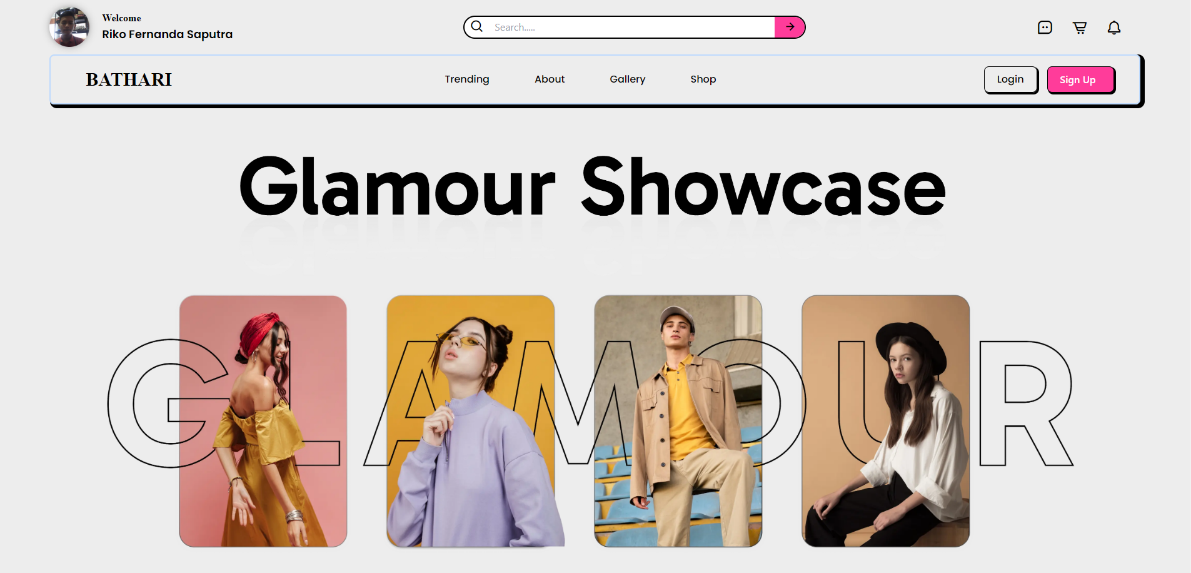 Welcome
Riko Fernanda Saputra
Search.....
BATHARI
Trending
About
Gallery
Shop
Login
Sign Up
Glamour Showcase
GLAMOUR